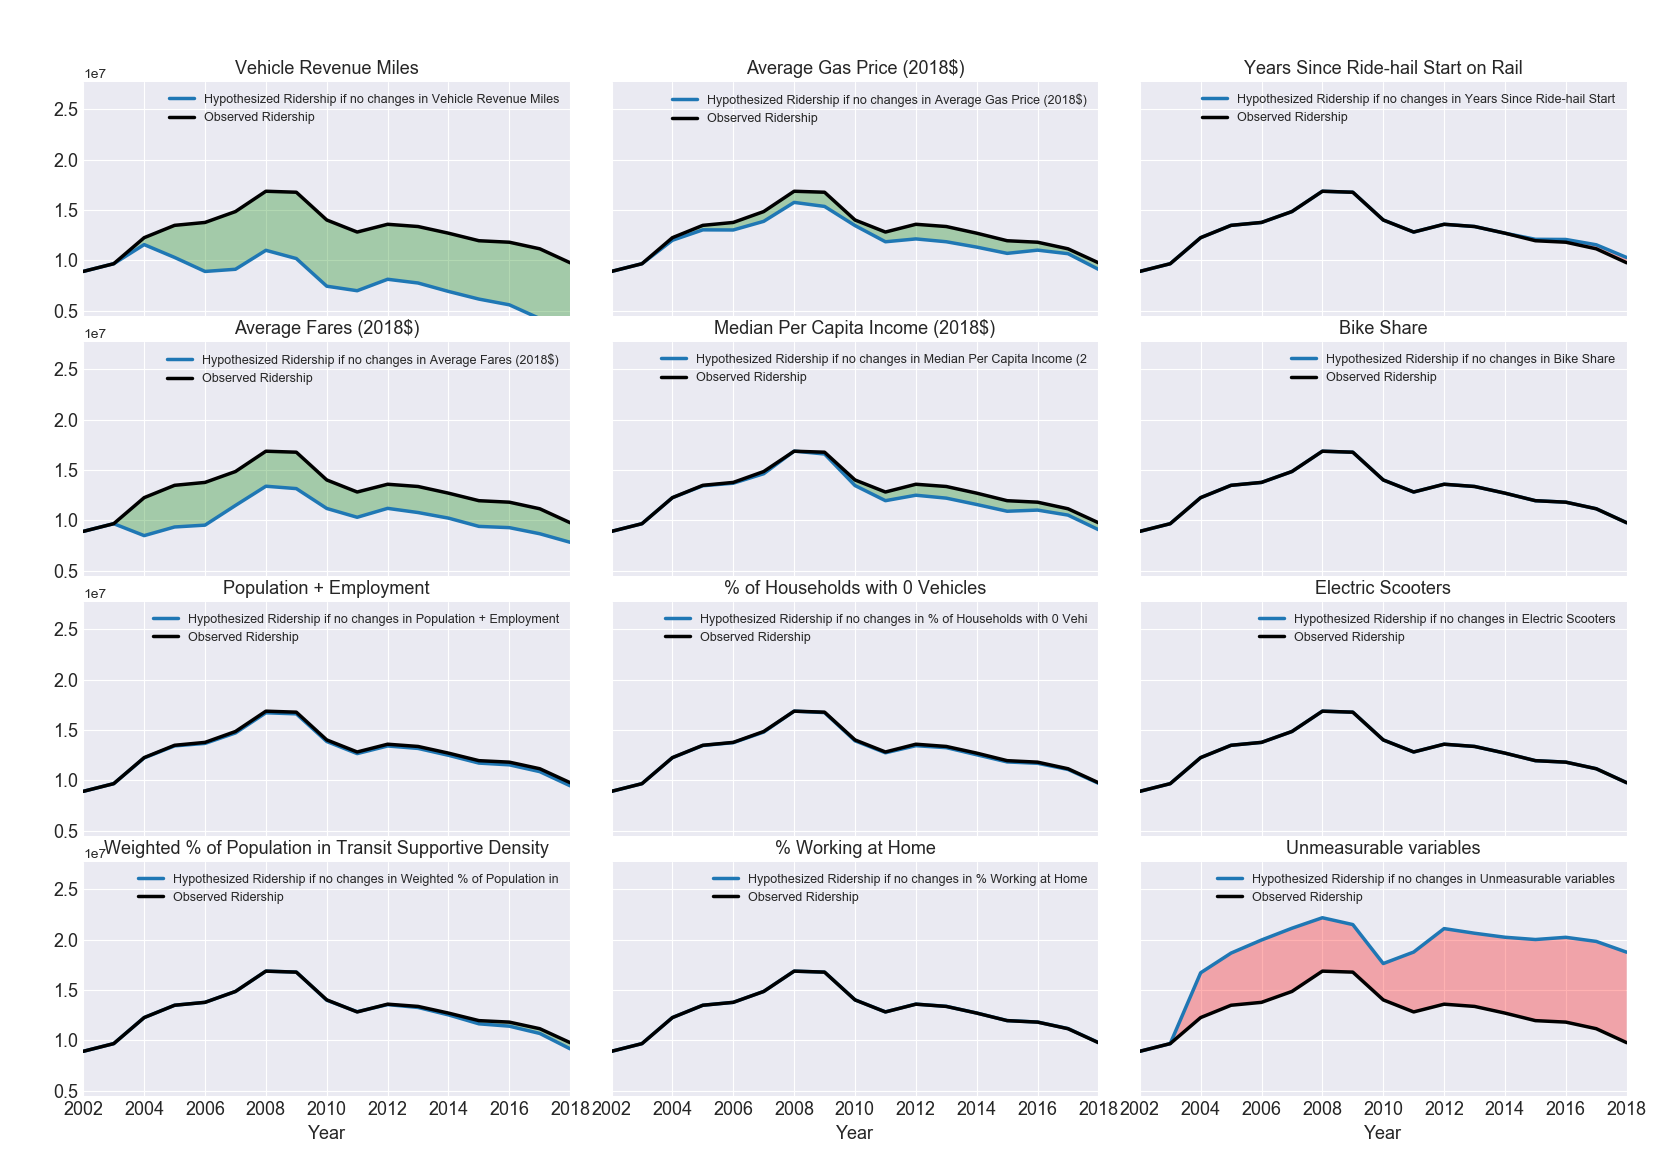 Vehicle Revenue Miles
1e7
Hypothesized Ridership if no changes in Vehicle Revenue Miles
Observed Ridership
2.5
2.0
1.5
1.0
0.5
Average Gas Price (2018$)
Hypothesized Ridership if no changes in Average Gas Price (2018$)
Observed Ridership
Years Since Ride-hail Start on Rail
Hypothesized Ridership if no changes in Years Since Ride-hail Start
Observed Ridership
Average Fares (2018$)
1e7
Hypothesized Ridership if no changes in Average Fares (2018$)
Observed Ridership
2.5
2.0
1.5
1.0
0.5
Median Per Capita Income (2018$)
Hypothesized Ridership if no changes in Median Per Capita Income (2
Observed Ridership
Bike Share
Hypothesized Ridership if no changes in Bike Share
Observed Ridership
Population + Employment
1e7
Hypothesized Ridership if no changes in Population + Employment
Observed Ridership
2.5
2.0
1.5
1.0
0.5
% of Households with 0 Vehicles
Hypothesized Ridership if no changes in % of Households with 0 Vehi
Observed Ridership
Electric Scooters
Hypothesized Ridership if no changes in Electric Scooters
Observed Ridership
Weighted % of Population in Transit Supportive Density
1e7
Hypothesized Ridership if no changes in Weighted % of Population in
Observed Ridership
2.5
2.0
1.5
1.0
0.5
2002 2004 2006 2008 2010 2012 2014 2016 2018
Year
% Working at Home
Hypothesized Ridership if no changes in % Working at Home
Observed Ridership
2002 2004 2006 2008 2010 2012 2014 2016 2018
Year
Unmeasurable variables
Hypothesized Ridership if no changes in Unmeasurable variables
Observed Ridership
2002 2004 2006 2008 2010 2012 2014 2016 2018
Year